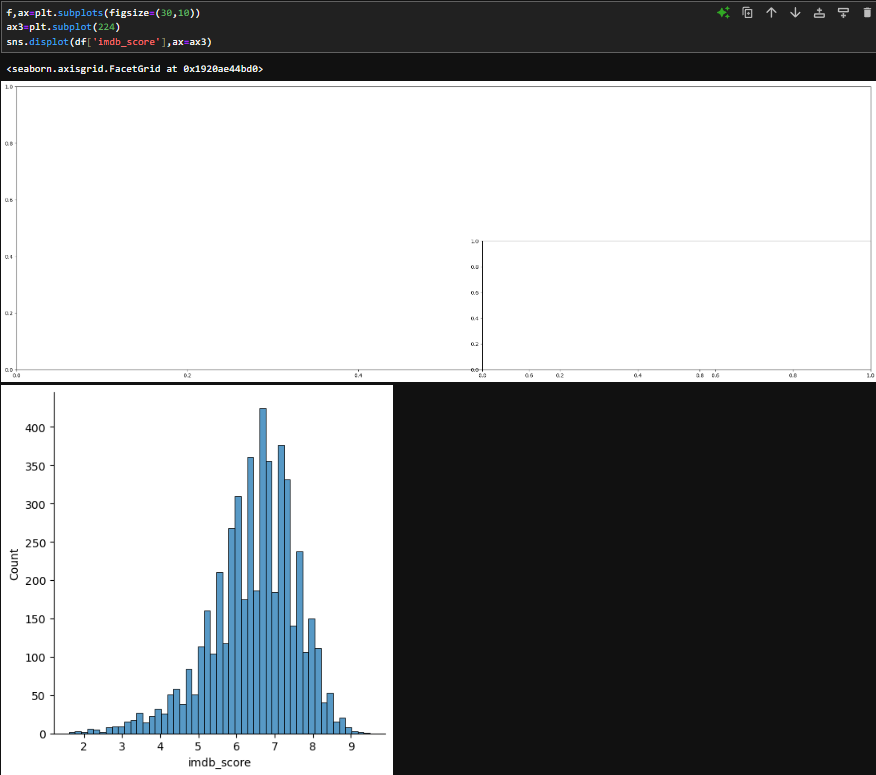 f,ax=plt.subplots(figsize=(30,10))
ax3=plt.subplot(224)
sns.displot(df['imdb_score'],ax=ax3)
<seaborn.axisgrid.FacetGrid at 0x1920ae44bd0>
1.0
0.8
0.6
0.4
0.2
0.0
1.0
0.8
0.6
0.4
0.2
0.0
0.0 0.2 0.4 0.0 0.6 0.2 0.4 0.8 0.6 0.8 1.0
400
350
300
250
200
150
100
50
0
Count
2 3 4 5 6 7 8 9
imdb_score